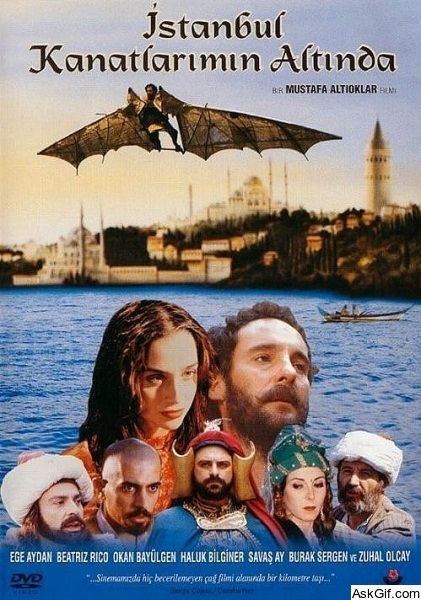 İstanbul
Kanatlarımın Altında
BİR MUSTAFA ALTIOKLAR FİLMİ
EGE AYDAN BEATRIZ RICO OKAN BAYÜLGEN HALUK BİLGİNER SAVAŞ AY BURAK SERGEN VE ZUHAL OLCAY
DVD
VIDEO
"...Sinemamızda hiç becerilemeyen çağ filmi alanında bir kilometre taşı..."
AskGif.com